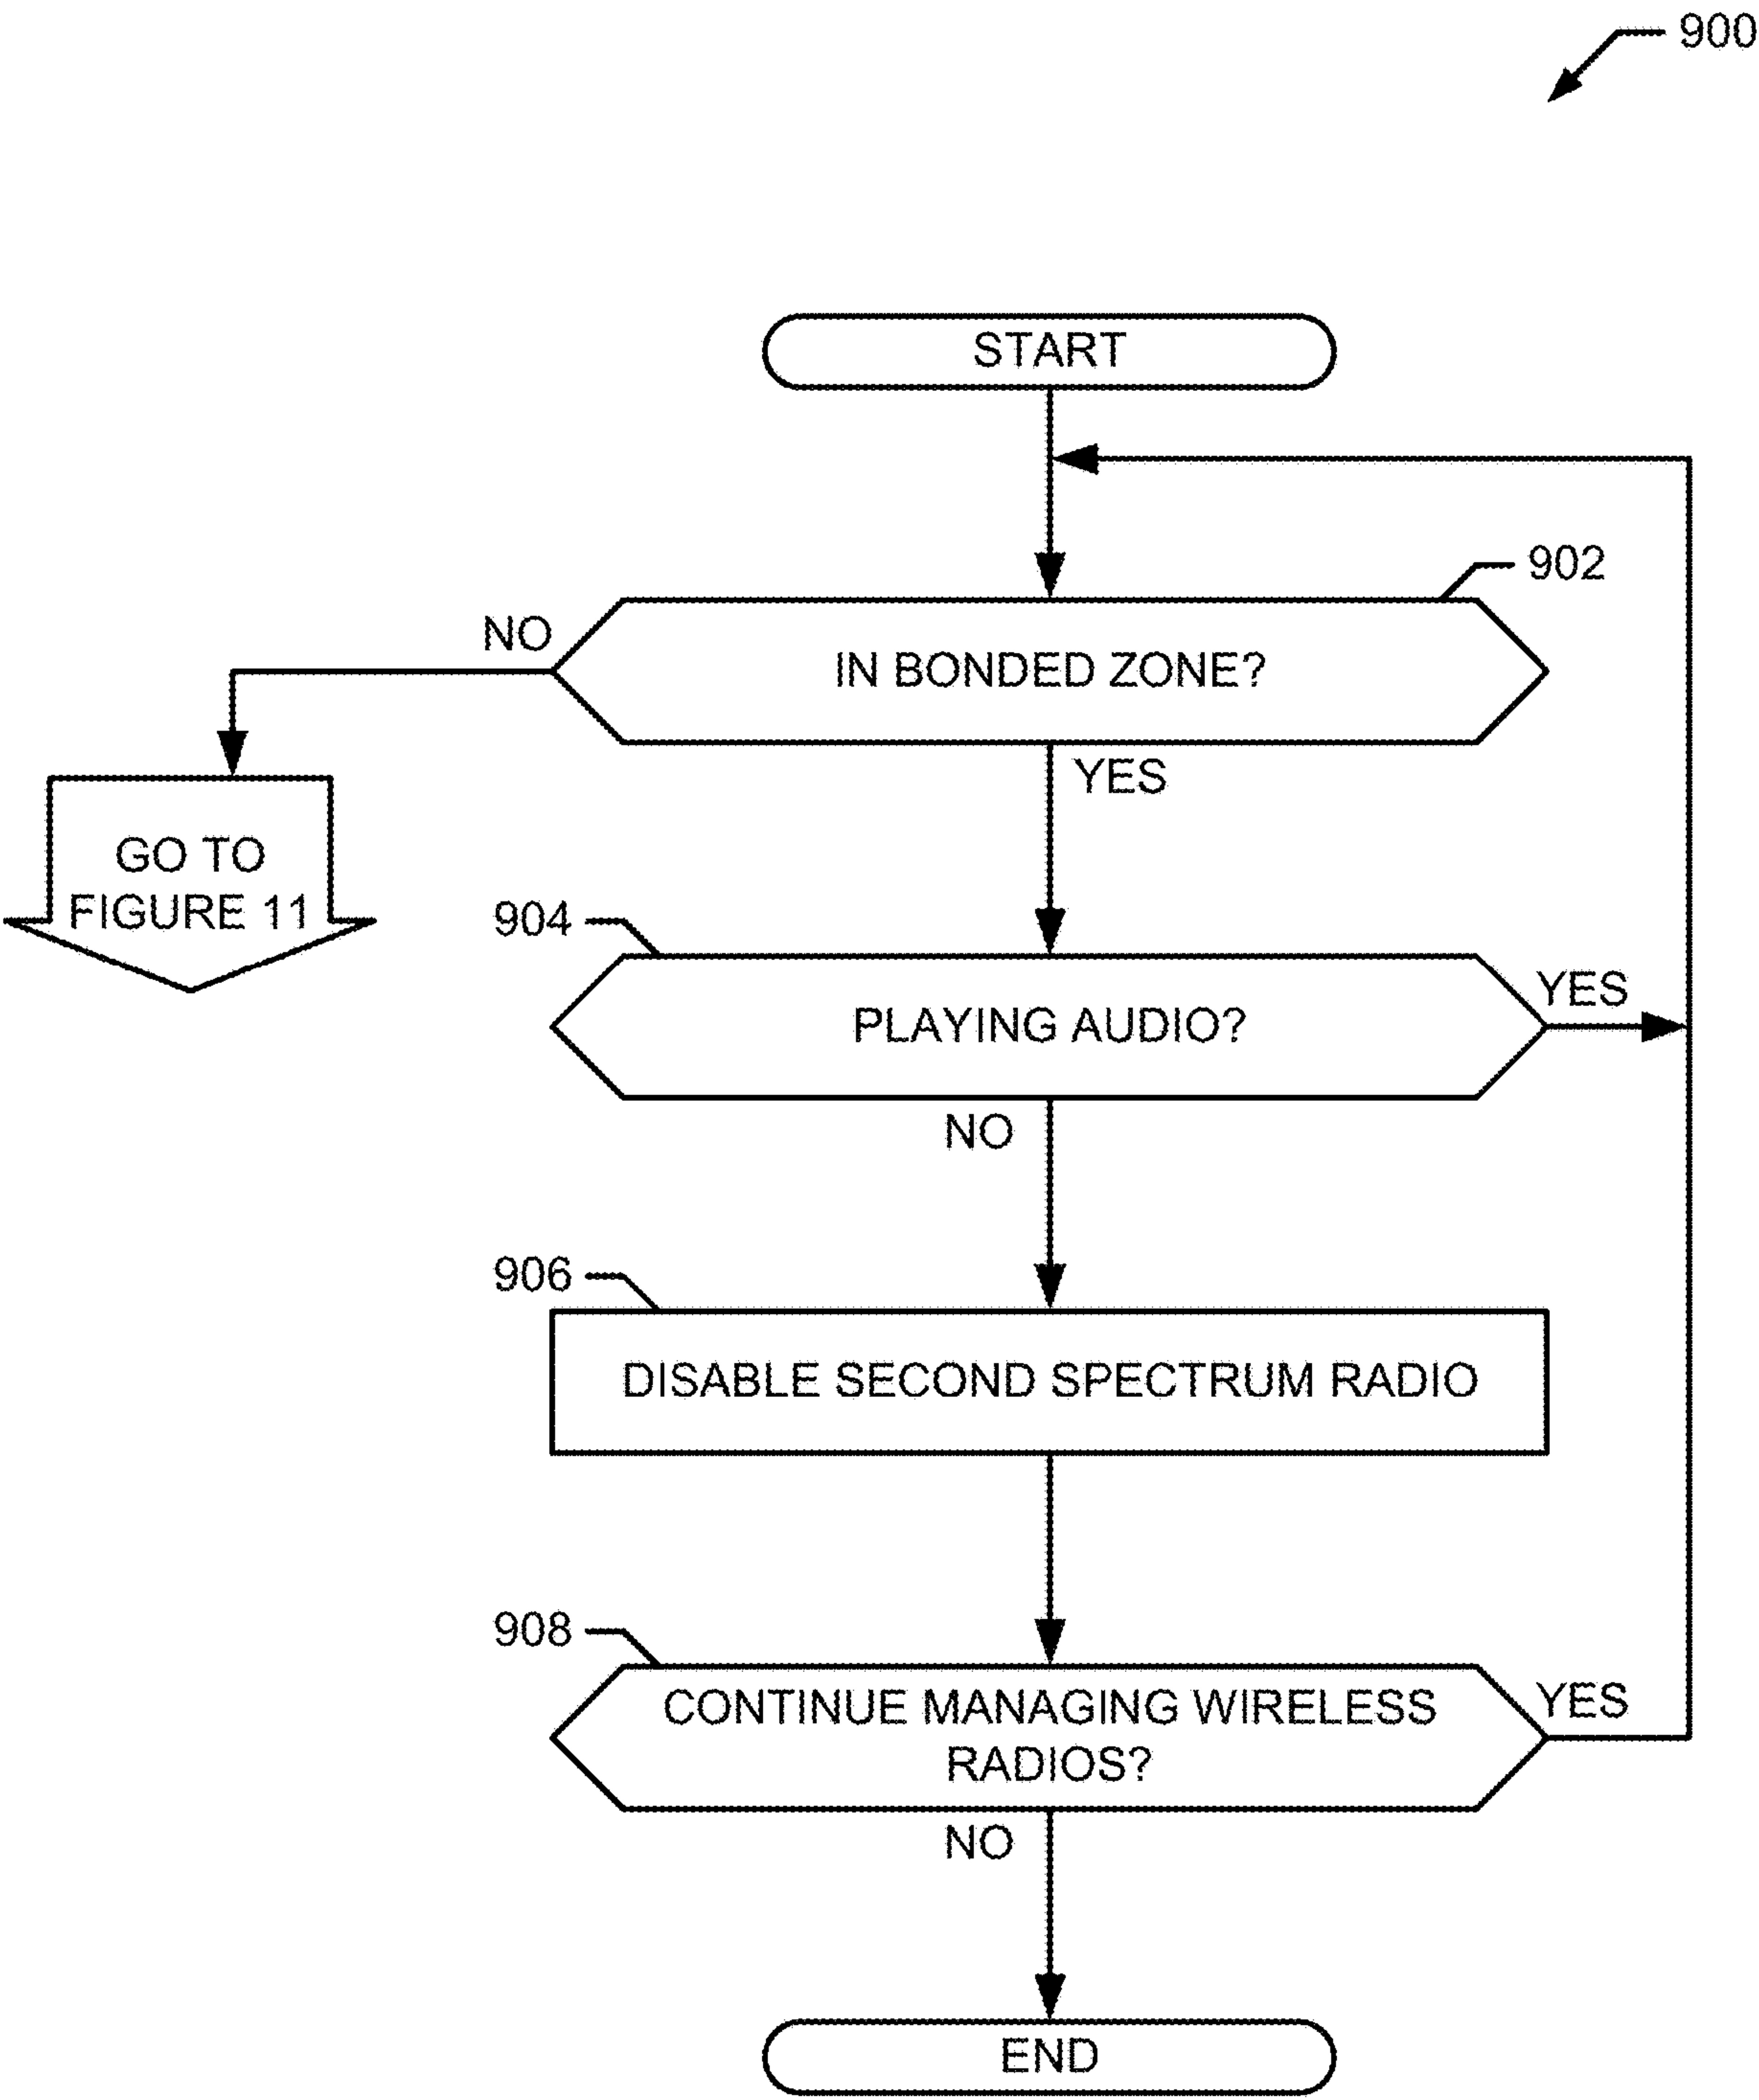 900
START
902
NO
IN BONDED ZONE?
YES
GO TO
FIGURE 11
904
YES
PLAYING AUDIO?
NO
906
DISABLE SECOND SPECTRUM RADIO
908
CONTINUE MANAGING WIRELESS
RADIOS?
YES
NO
END